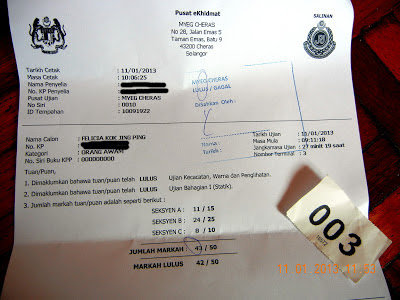 Pusat eKhidmat
MYEG CHERAS
No 28, Jalan Emas 5
Taman Emas, Batu 9
43200 Cheras
Selangor
SALINAN
Tarikh Cetak : 11/01/2013
Masa Cetak : 10:06:25
Nama Penyelia :
No. KP Penyelia :
Pusat Ujian : MYEG CHERAS
No Siri : 0010
ID Tempahan : 10091922
MYEG CHERAS
LULUS / GAGAL
Disahkan Oleh :
Nama :
Tarikh :
Nama Calon : FELICIA KOK JING PING
No. KP :
Kategori : ORANG AWAM
No. Siri Buku KPP : 000000000
Tarikh Ujian : 11/01/2013
Masa Mula : 09:11:18
Jangkamasa Ujian : 27 minit 19 saat
Nombor Terminal : 3
Tuan/Puan,
1. Dimaklumkan bahawa tuan/puan telah LULUS Ujian Kecacatan, Warna dan Penglihatan.
2. Dimaklumkan bahawa tuan/puan telah LULUS Ujian Bahagian I (Statik).
3. Jumlah markah tuan/puan adalah seperti berikut :
SEKSYEN A : 11 / 15
SEKSYEN B : 24 / 25
SEKSYEN C : 8 / 10
JUMLAH MARKAH : 43 / 50
MARKAH LULUS : 42 / 50
003